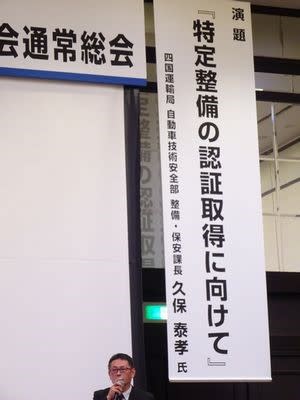 会通常総会
演題
『特定整備の認証取得に向けて』
四国運輸局 自動車技術安全部 整備・保安課長 久保 泰孝 氏